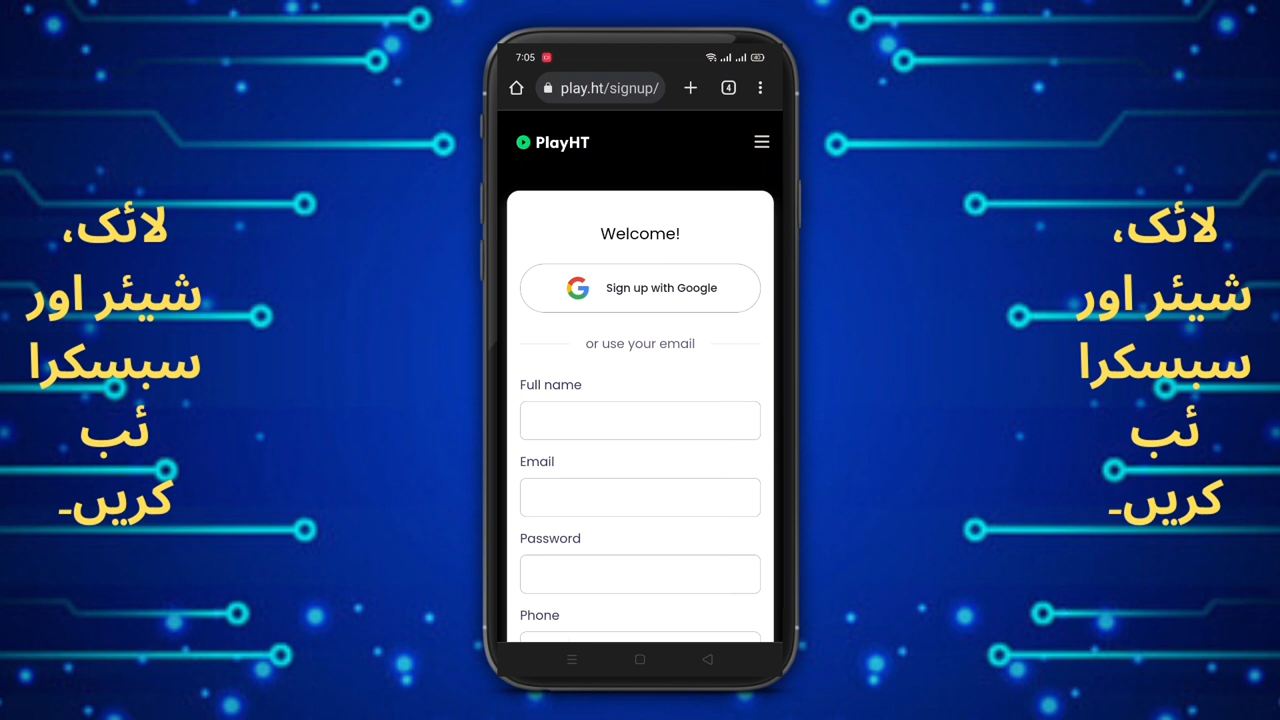 لائک،
شیئر اور
سبسکرا
ئب
کریں۔
7:05
play.ht/signup/
4
PlayHT
Welcome!
G Sign up with Google
or use your email
Full name
Email
Password
Phone
لائک،
شیئر اور
سبسکرا
ئب
کریں۔